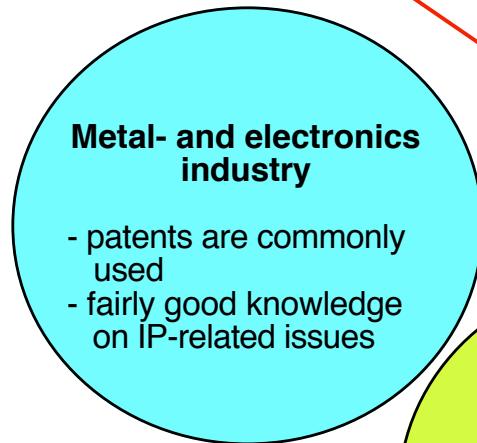 Metal- and electronics
industry
- patents are commonly
used
- fairly good knowledge
on IP-related issues